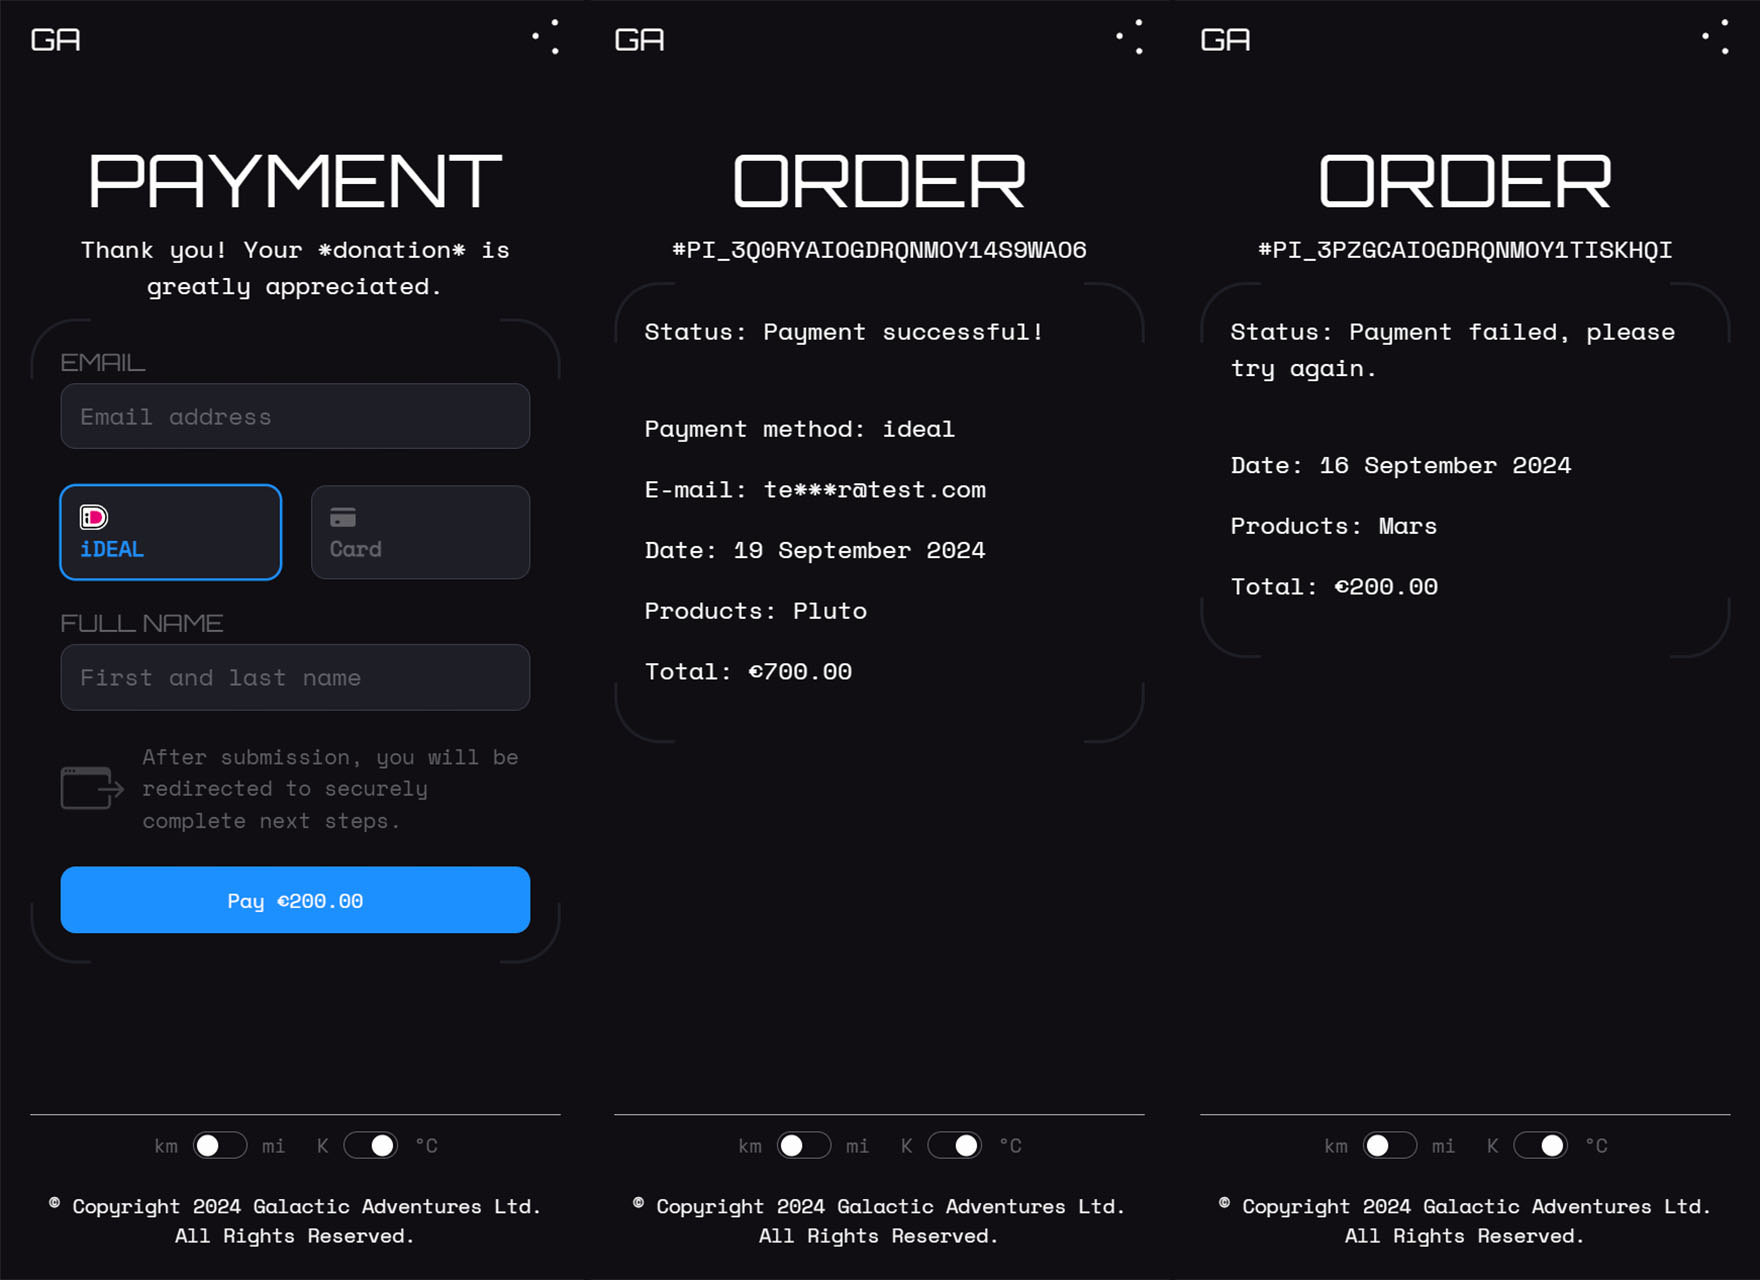 GA
PAYMENT
Thank you! Your *donation* is
greatly appreciated.
EMAIL
Email address
iDEAL
Card
FULL NAME
First and last name
After submission, you will be
redirected to securely
complete next steps.
Pay €200.00
km mi K °C
© Copyright 2024 Galactic Adventures Ltd.
All Rights Reserved.
GA
ORDER
#PI_3Q0RYAIOGDRQNMOY14S9WAO6
Status: Payment successful!
Payment method: ideal
E-mail: te***r@test.com
Date: 19 September 2024
Products: Pluto
Total: €700.00
km mi K °C
© Copyright 2024 Galactic Adventures Ltd.
All Rights Reserved.
GA
ORDER
#PI_3PZGCAIOGDRQNMOY1TISKHQI
Status: Payment failed, please
try again.
Date: 16 September 2024
Products: Mars
Total: €200.00
km mi K °C
© Copyright 2024 Galactic Adventures Ltd.
All Rights Reserved.